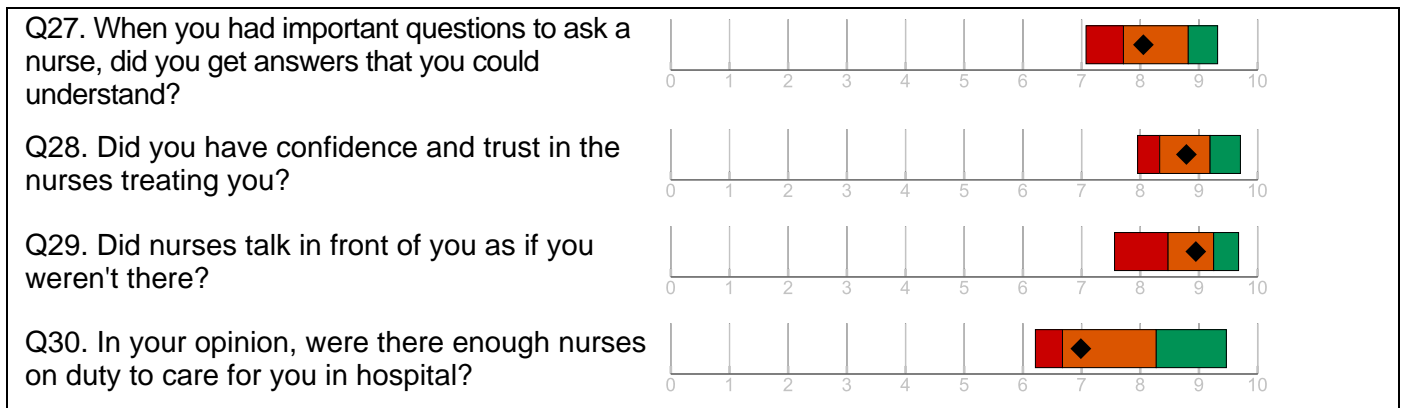 Q27. When you had important questions to ask a
nurse, did you get answers that you could
understand?
0 1 2 3 4 5 6 7 8 9 10
Q28. Did you have confidence and trust in the
nurses treating you?
0 1 2 3 4 5 6 7 8 9 10
Q29. Did nurses talk in front of you as if you
weren't there?
0 1 2 3 4 5 6 7 8 9 10
Q30. In your opinion, were there enough nurses
on duty to care for you in hospital?
0 1 2 3 4 5 6 7 8 9 10